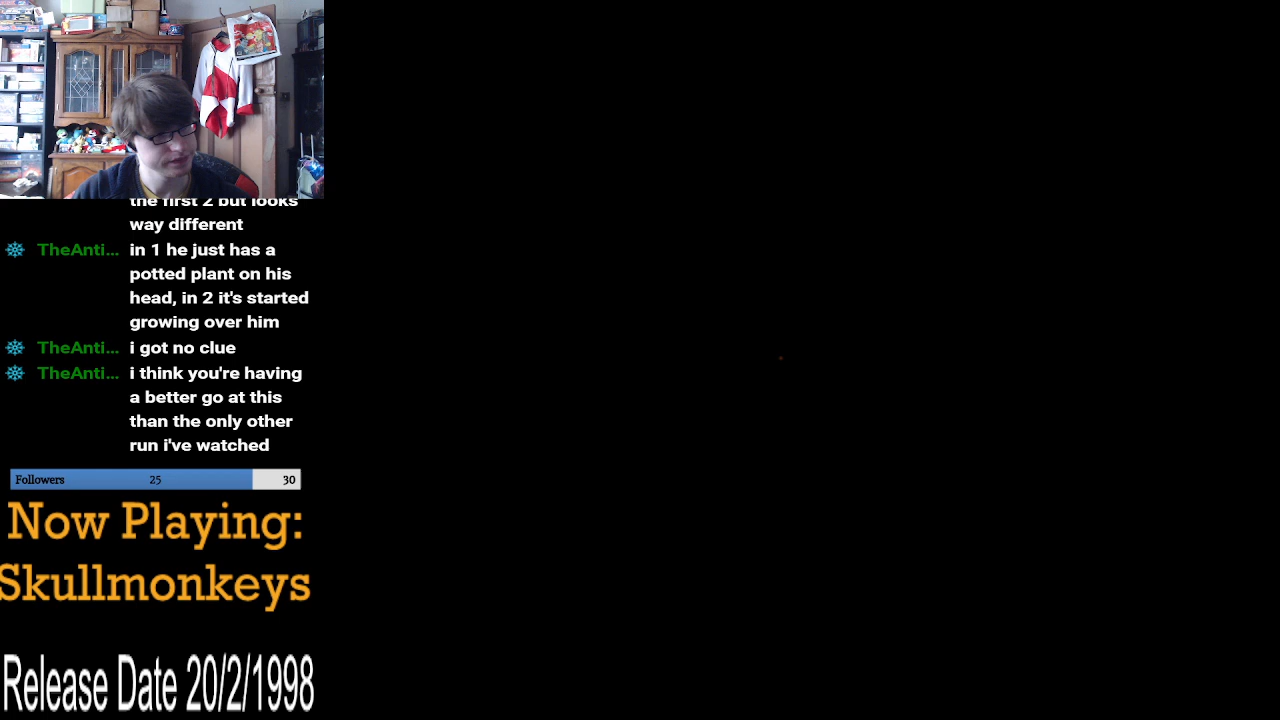 the first 2 but looks
way different
TheAnti... in 1 he just has a
potted plant on his
head, in 2 it's started
growing over him
TheAnti... i got no clue
TheAnti... i think you're having
a better go at this
than the only other
run i've watched
Followers 25 30
Now Playing:
Skullmonkeys
Release Date 20/2/1998